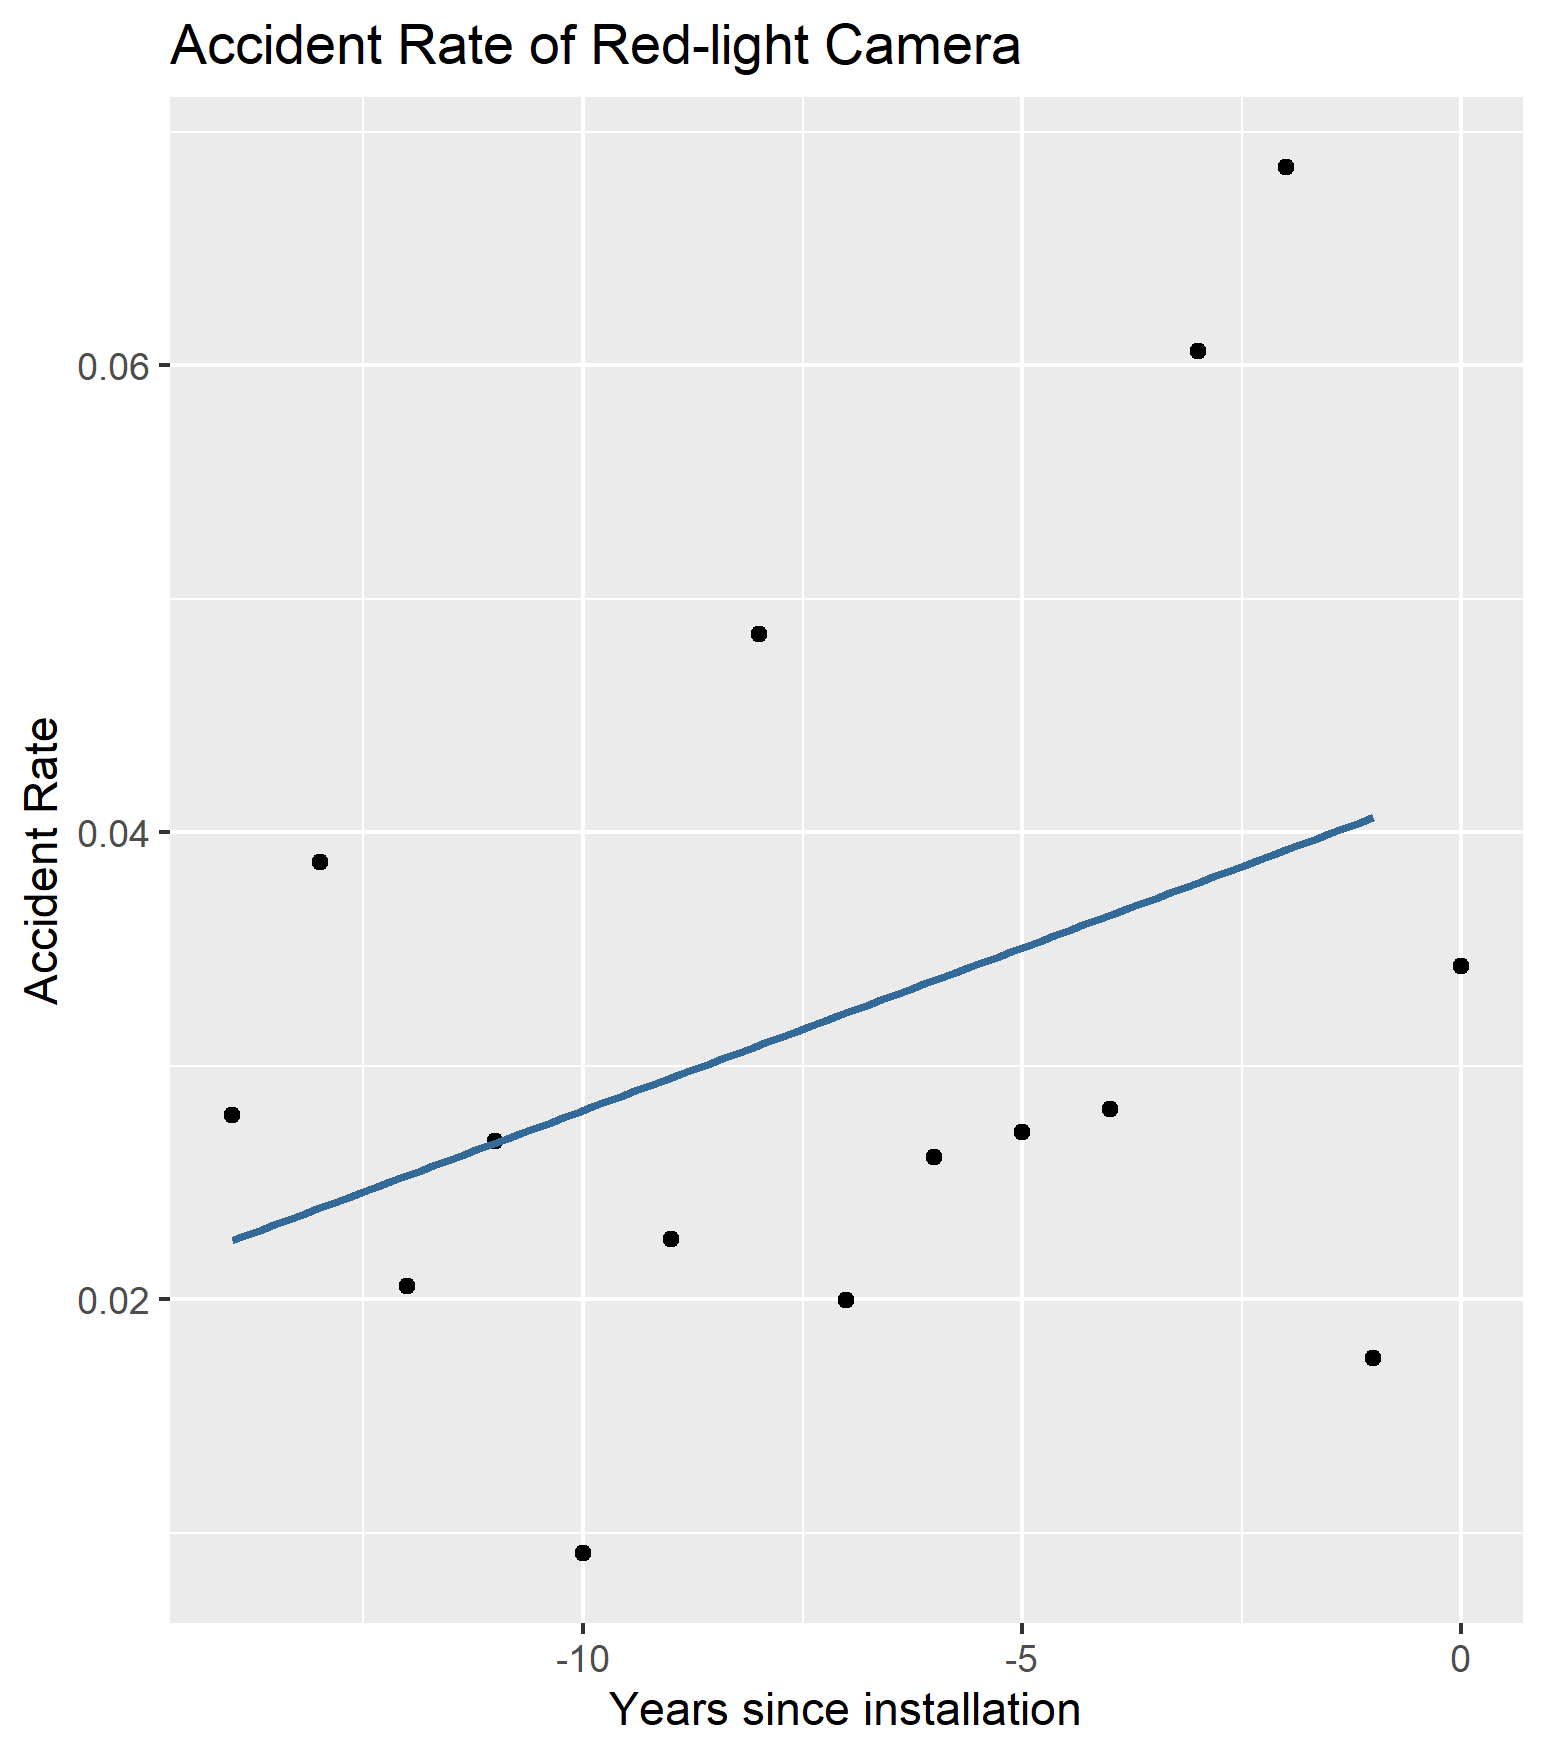 Accident Rate of Red-light Camera
Accident Rate
0.06
0.04
0.02
-10
-5
0
Years since installation